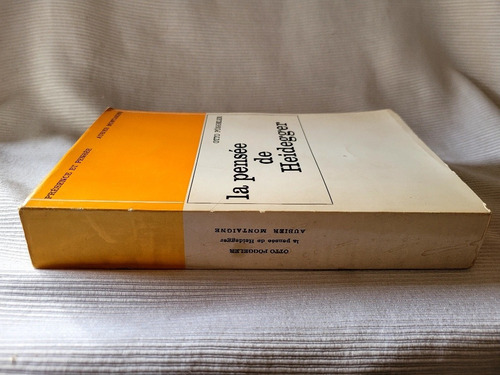 OTTO PÖGGELER
la pensée
de
Heidegger
PRÉSENCE ET PENSÉE
AUBIER MONTAIGNE
OTTO PÖGGELER
la pensée de Heidegger
AUBIER MONTAIGNE